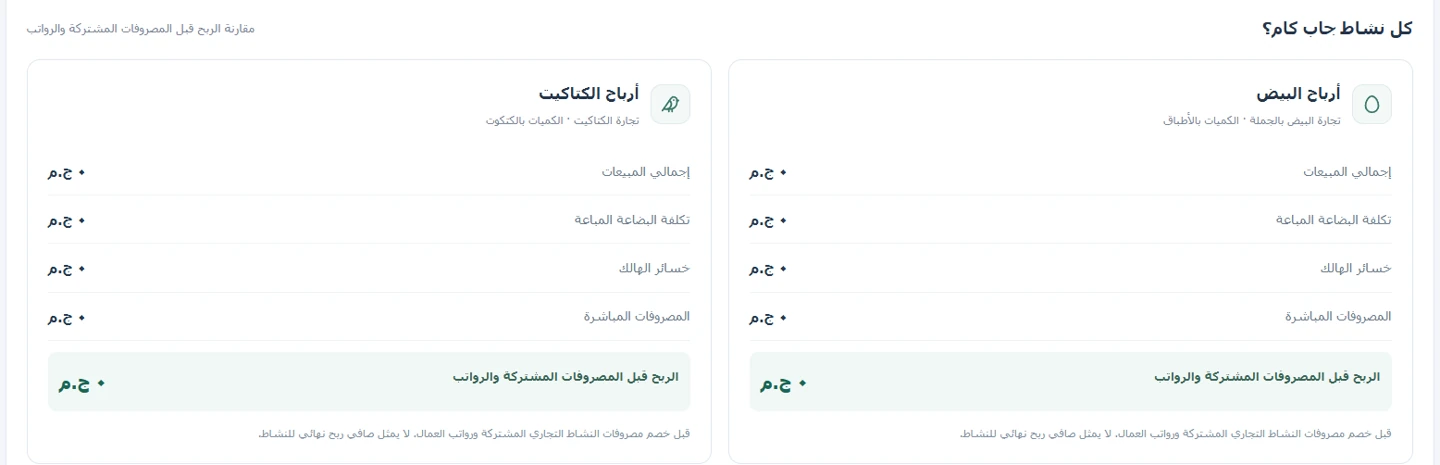 كل نشاط جاب كام؟
مقارنة الربح قبل المصروفات المشتركة والرواتب
أرباح البيض
تجارة البيض بالجملة · الكميات بالأطباق
إجمالي المبيعات
٠ ج.م
تكلفة البضاعة المباعة
٠ ج.م
خسائر الهالك
٠ ج.م
المصروفات المباشرة
٠ ج.م
الربح قبل المصروفات المشتركة والرواتب
٠ ج.م
قبل خصم مصروفات النشاط التجاري المشتركة ورواتب العمال. لا يمثل صافي ربح نهائي للنشاط.
أرباح الكتاكيت
تجارة الكتاكيت · الكميات بالكتكوت
إجمالي المبيعات
٠ ج.م
تكلفة البضاعة المباعة
٠ ج.م
خسائر الهالك
٠ ج.م
المصروفات المباشرة
٠ ج.م
الربح قبل المصروفات المشتركة والرواتب
٠ ج.م
قبل خصم مصروفات النشاط التجاري المشتركة ورواتب العمال. لا يمثل صافي ربح نهائي للنشاط.